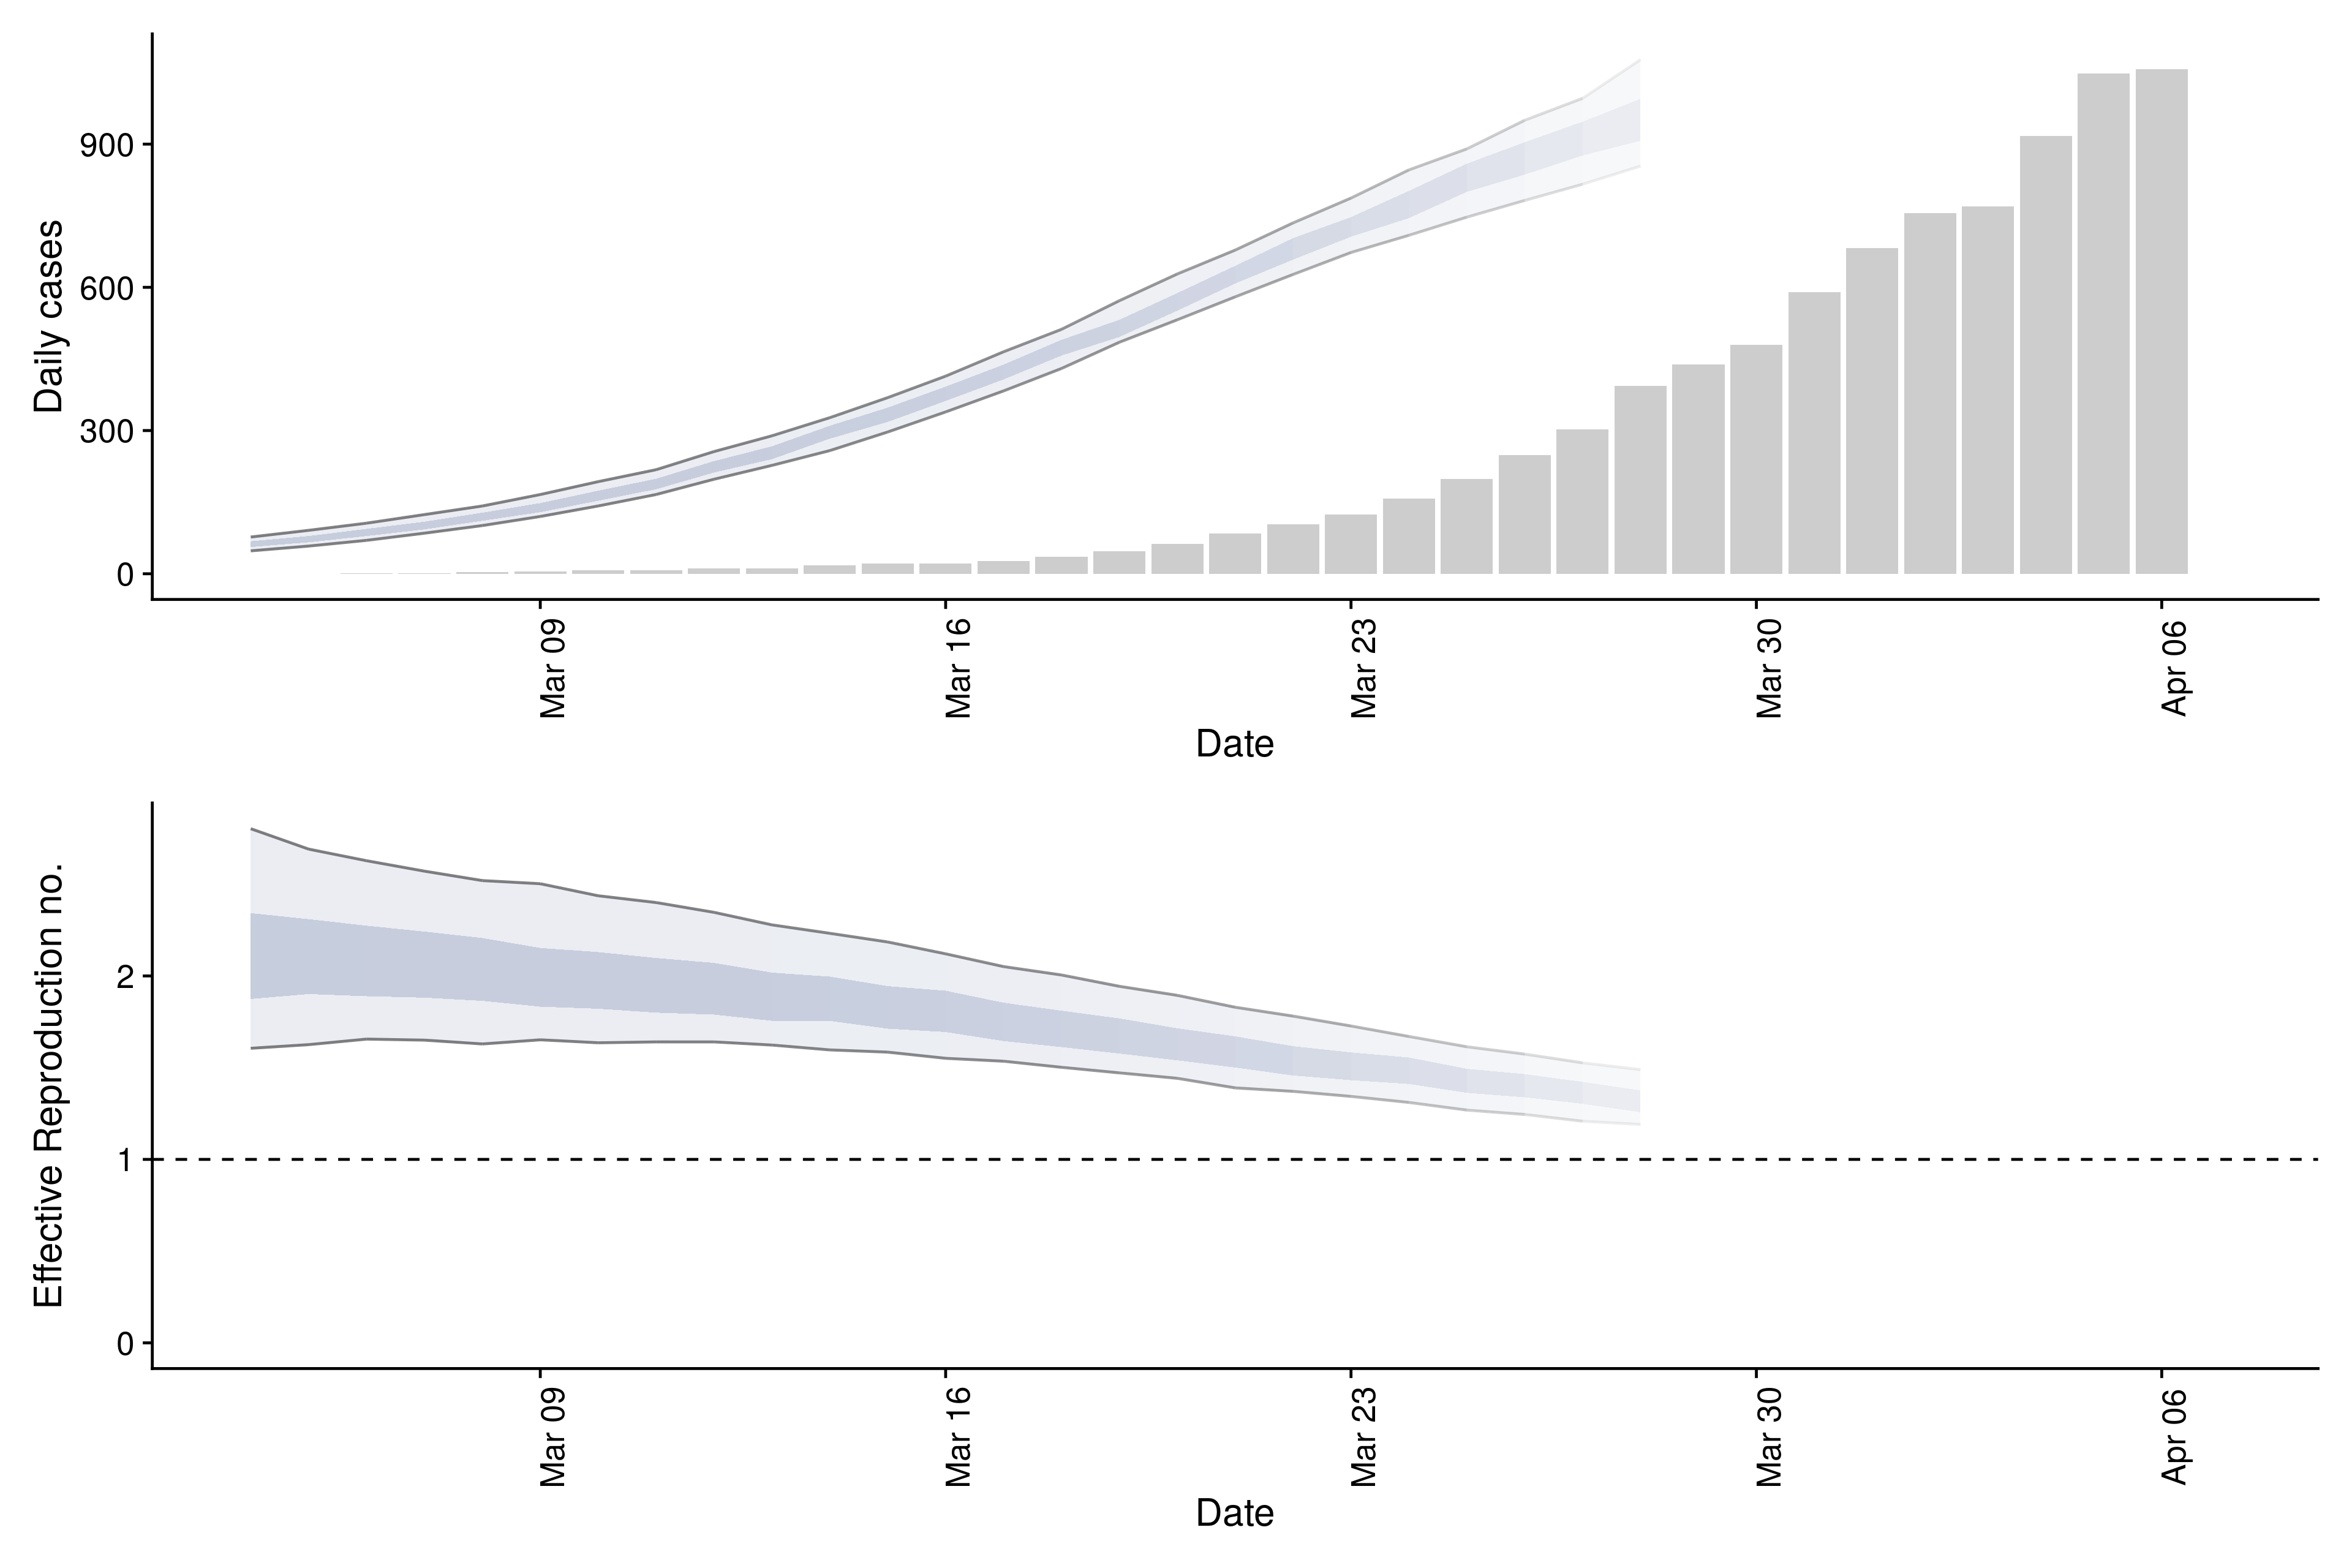 Daily cases
900
600
300
0
Mar 09
Mar 16
Mar 23
Mar 30
Apr 06
Date
Effective Reproduction no.
2
1
0
Mar 09
Mar 16
Mar 23
Mar 30
Apr 06
Date